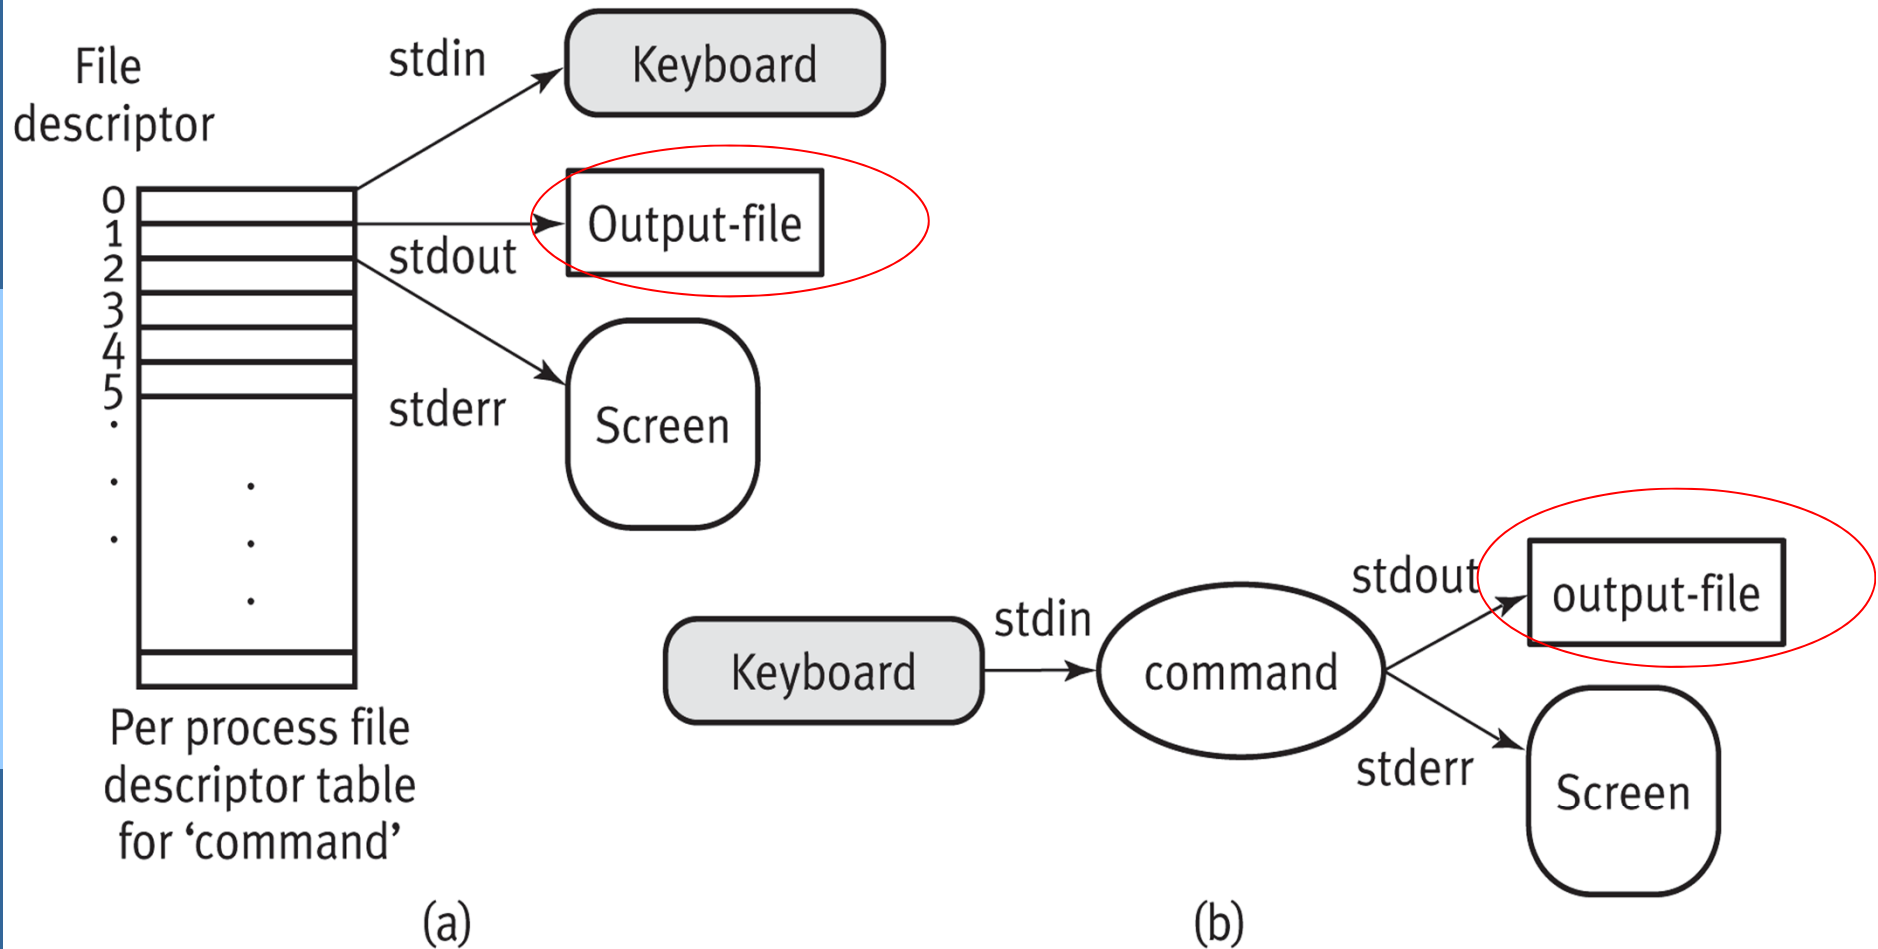 File
descriptor
0
1
2
3
4
5
stdin
Keyboard
Output-file
stdout
stderr
Screen
Per process file
descriptor table
for ‘command’
(a)
Keyboard
stdin
command
stdout
output-file
stderr
Screen
(b)